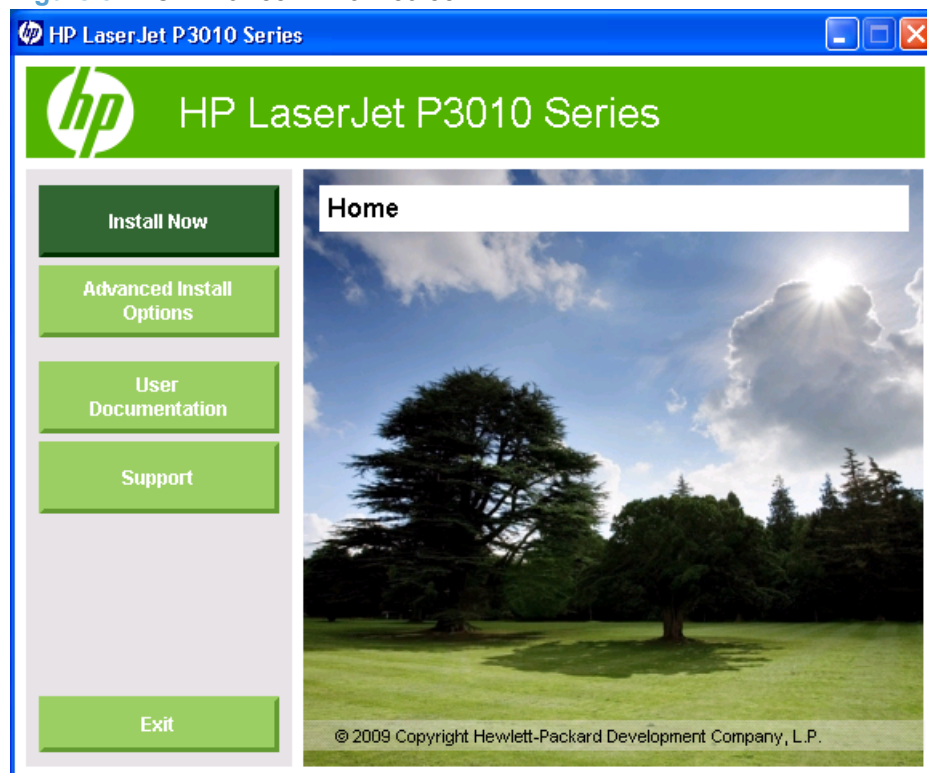 HP LaserJet P3010 Series
hp
HP LaserJet P3010 Series
Install Now
Advanced Install
Options
User
Documentation
Support
Exit
Home
© 2009 Copyright Hewlett-Packard Development Company, L.P.